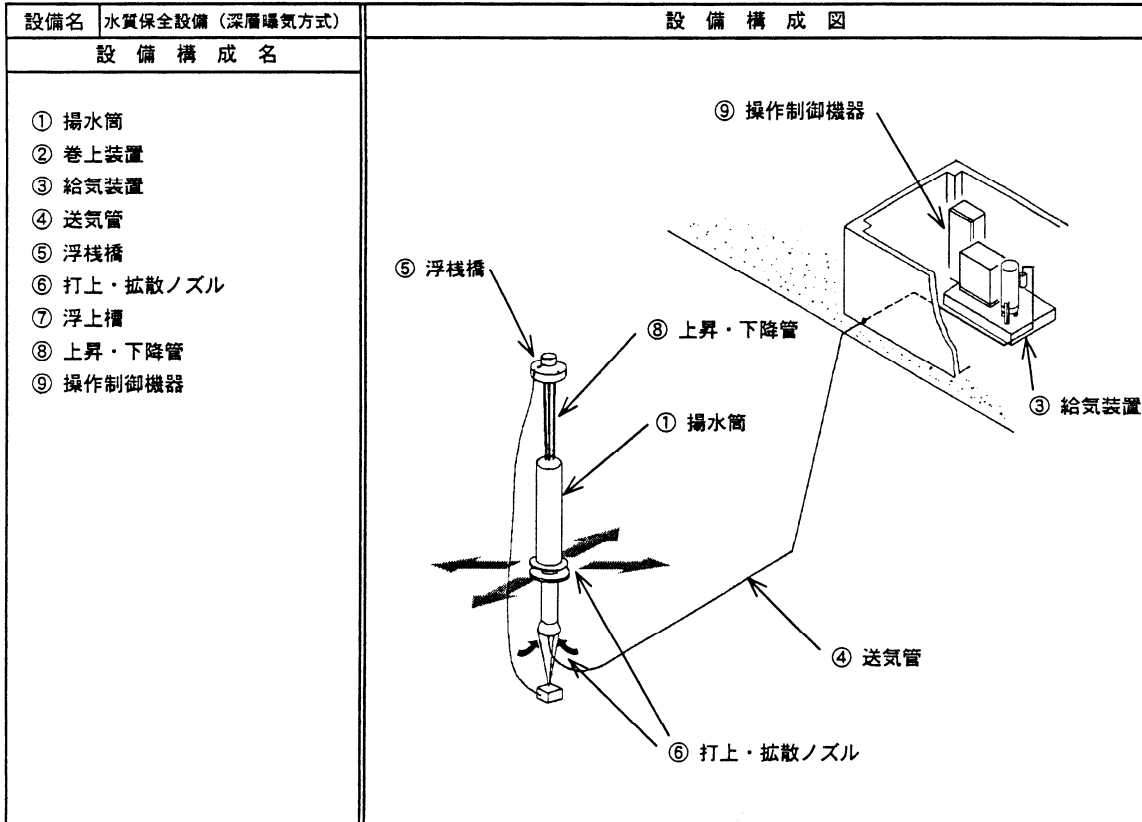 設備名 水質保全設備（深層曝気方式）
設備構成名
① 揚水筒
② 巻上装置
③ 給気装置
④ 送気管
⑤ 浮桟橋
⑥ 打上・拡散ノズル
⑦ 浮上槽
⑧ 上昇・下降管
⑨ 操作制御機器
設備構成図
⑨ 操作制御機器
⑤ 浮桟橋
⑧ 上昇・下降管
③ 給気装置
① 揚水筒
④ 送気管
⑥ 打上・拡散ノズル